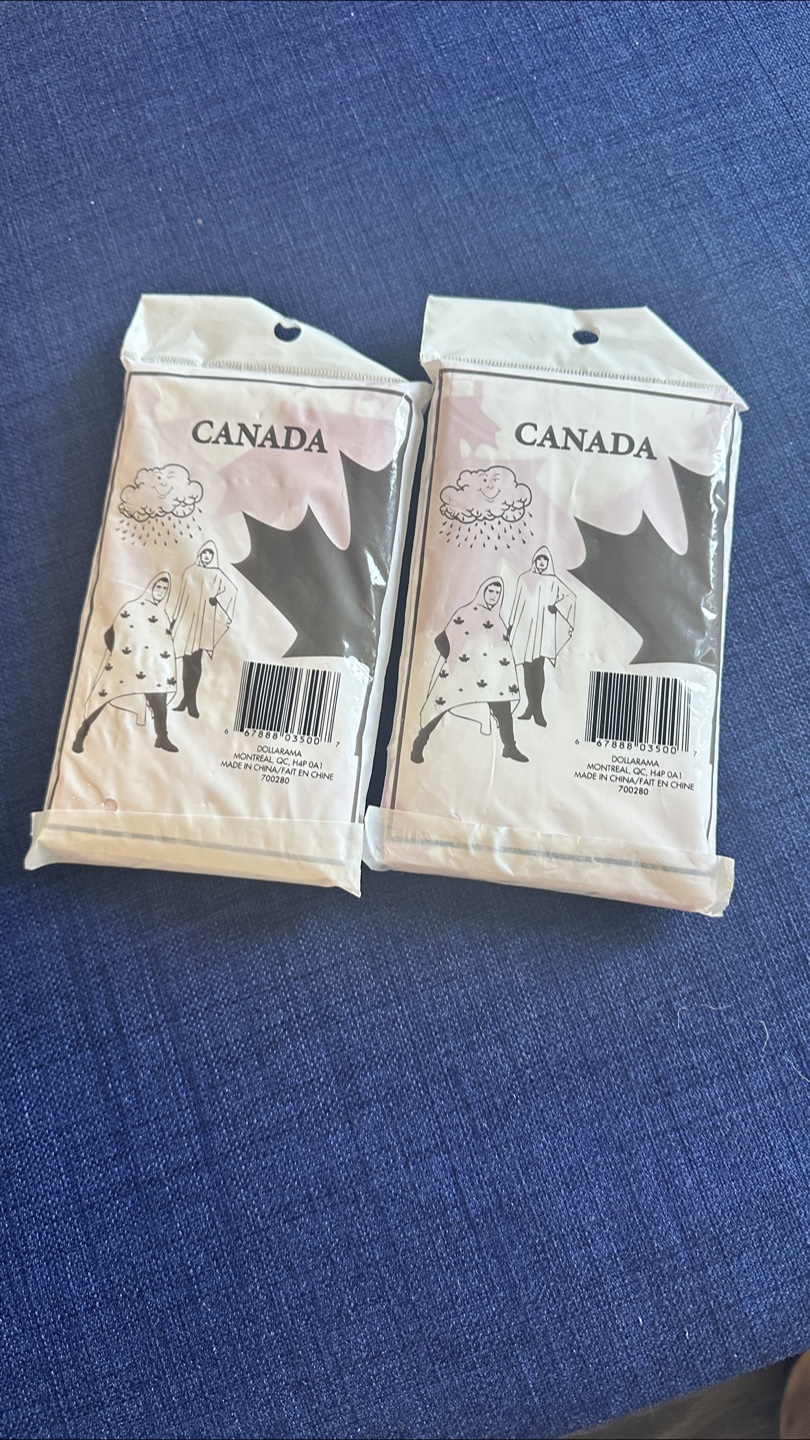 CANADA
6 67888 03500 7
DOLLARAMA
MONTREAL, QC, H4P 0A1
MADE IN CHINA/FAIT EN CHINE
700280
CANADA
6 67888 03500 7
DOLLARAMA
MONTREAL, QC, H4P 0A1
MADE IN CHINA/FAIT EN CHINE
700280